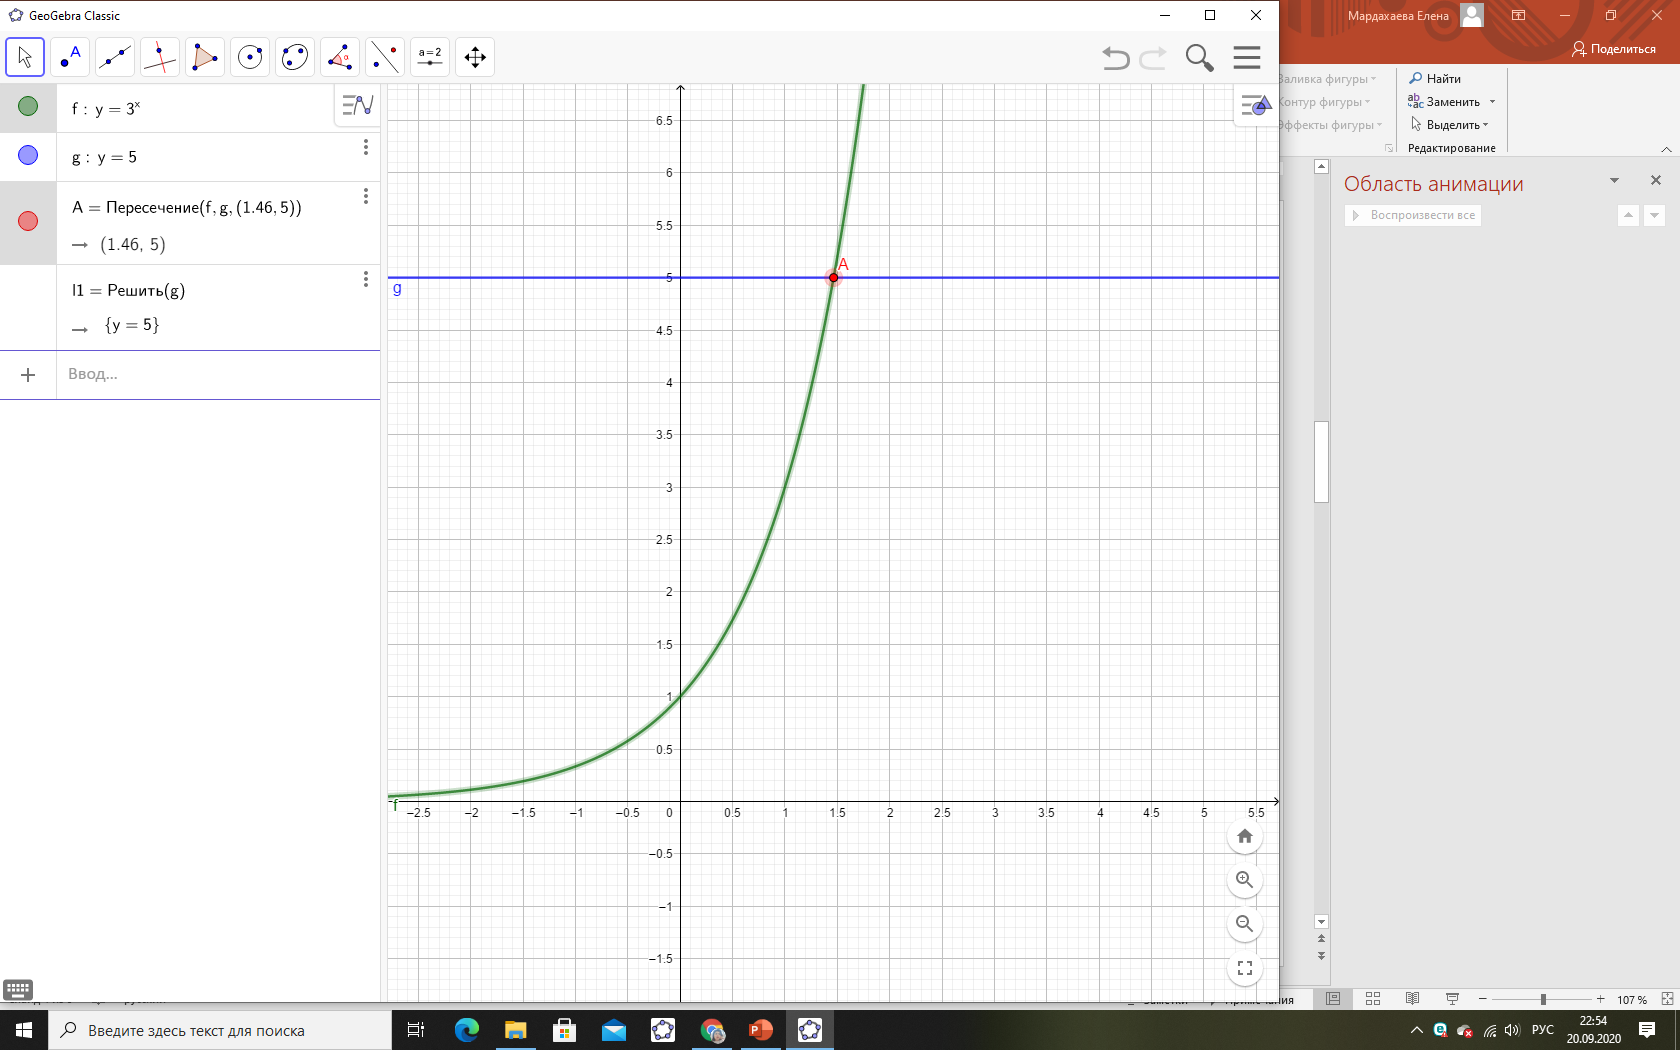 GeoGebra Classic
Мардахаева Елена
Поделиться
A
α
a = 2
Заливка фигуры
Контур фигуры
Эффекты фигуры
Найти
ab
ac
Заменить
Выделить
Редактирование
f : y = 3ˣ
g : y = 5
A = Пересечение(f, g, (1.46, 5))
→ (1.46, 5)
l1 = Решить(g)
→ {y = 5}
+ Ввод...
Область анимации
Воспроизвести все
6.5
6
5.5
5
4.5
4
3.5
3
2.5
2
1.5
1
0.5
−0.5
−1
−1.5
A
g
f
−2.5 −2 −1.5 −1 −0.5 0 0.5 1 1.5 2 2.5 3 3.5 4 4.5 5 5.5
Примечания
107 %
Введите здесь текст для поиска
РУС
22:54
20.09.2020